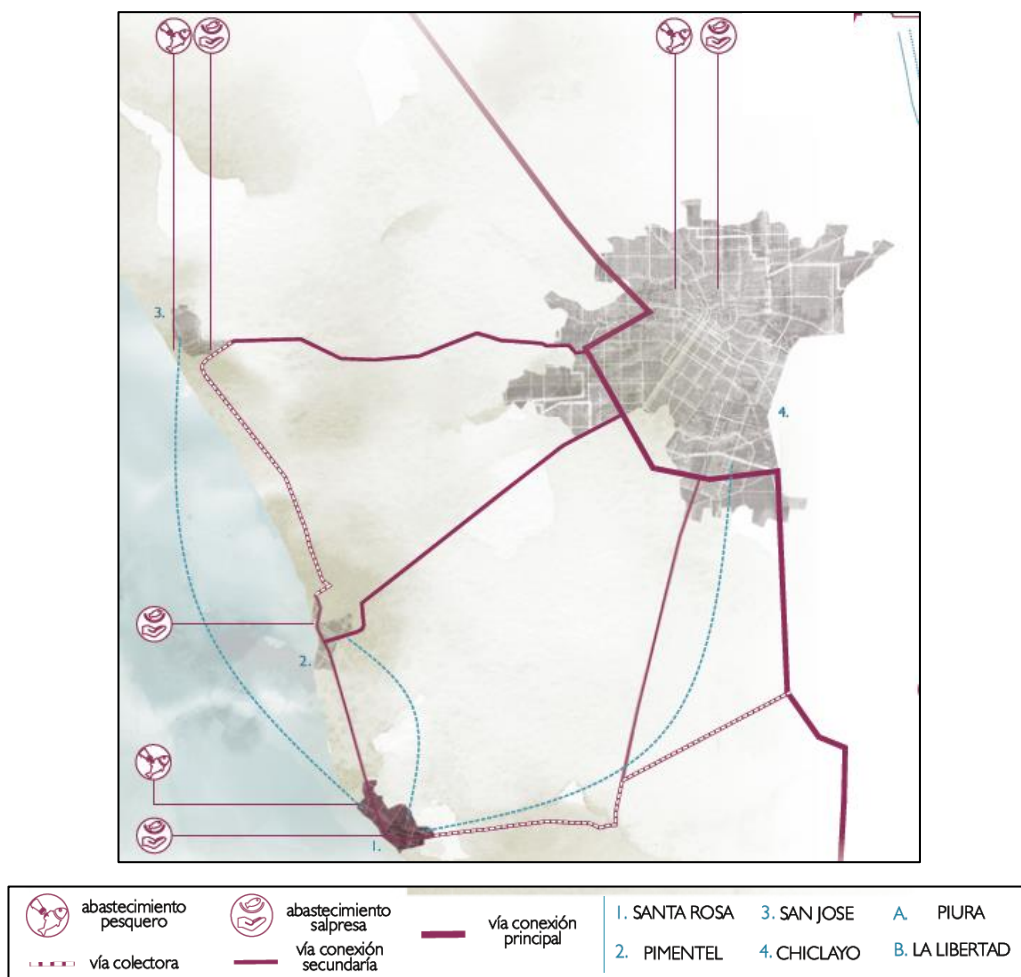 3.
4.
2.
1.
abastecimiento
pesquero
abastecimiento
salpresa
vía conexión
principal
vía colectora
vía conexión
secundaría
1. SANTA ROSA
3. SAN JOSE
A. PIURA
2. PIMENTEL
4. CHICLAYO
B. LA LIBERTAD